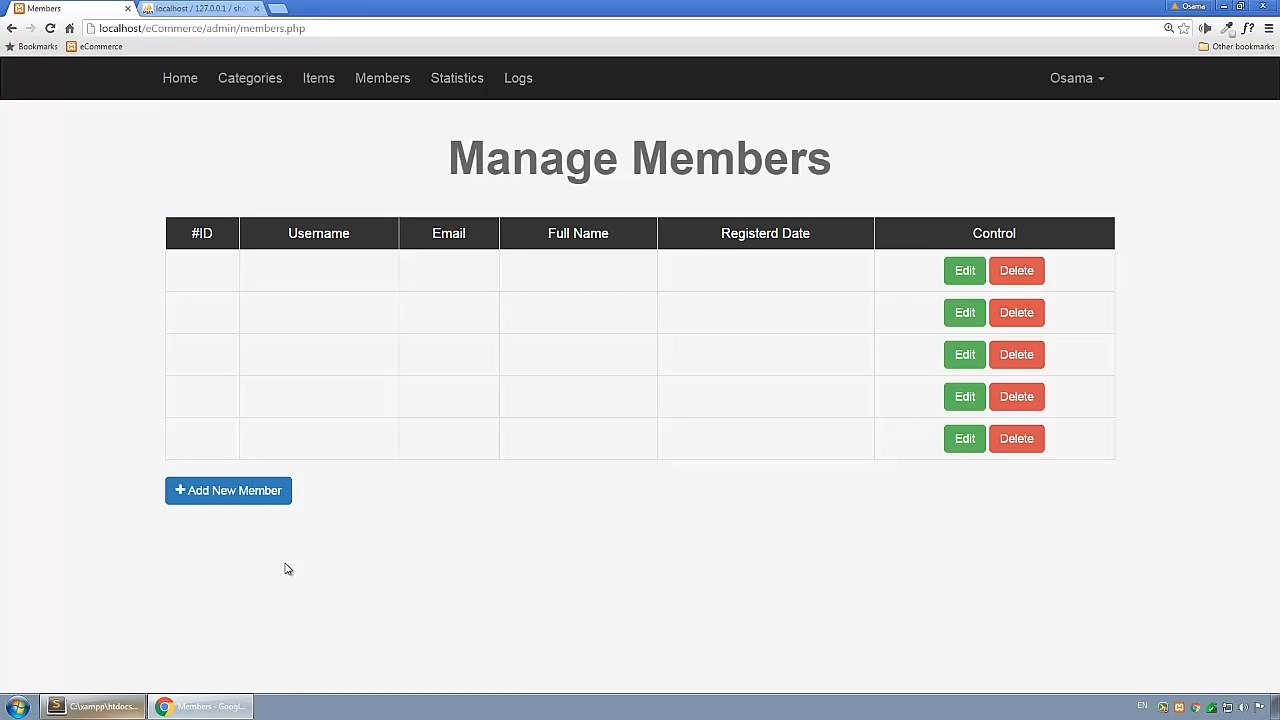 Members
localhost / 127.0.0.1 / sho
Osama
localhost/eCommerce/admin/members.php
Bookmarks
eCommerce
Other bookmarks
Home
Categories
Items
Members
Statistics
Logs
Osama
Manage Members
#ID
Username
Email
Full Name
Registerd Date
Control
Edit
Delete
Edit
Delete
Edit
Delete
Edit
Delete
Edit
Delete
Add New Member
C:\xampp\htdocs...
Members - Googl...
EN